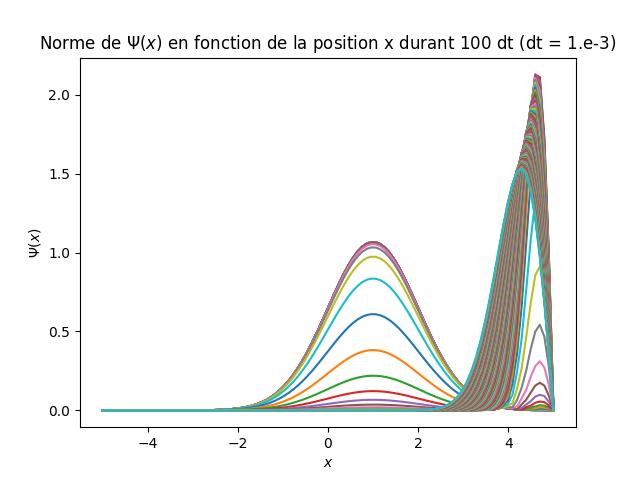 Norme de Ψ(x) en fonction de la position x durant 100 dt (dt = 1.e-3)
2.0
1.5
1.0
0.5
0.0
Ψ(x)
−4 −2 0 2 4
x